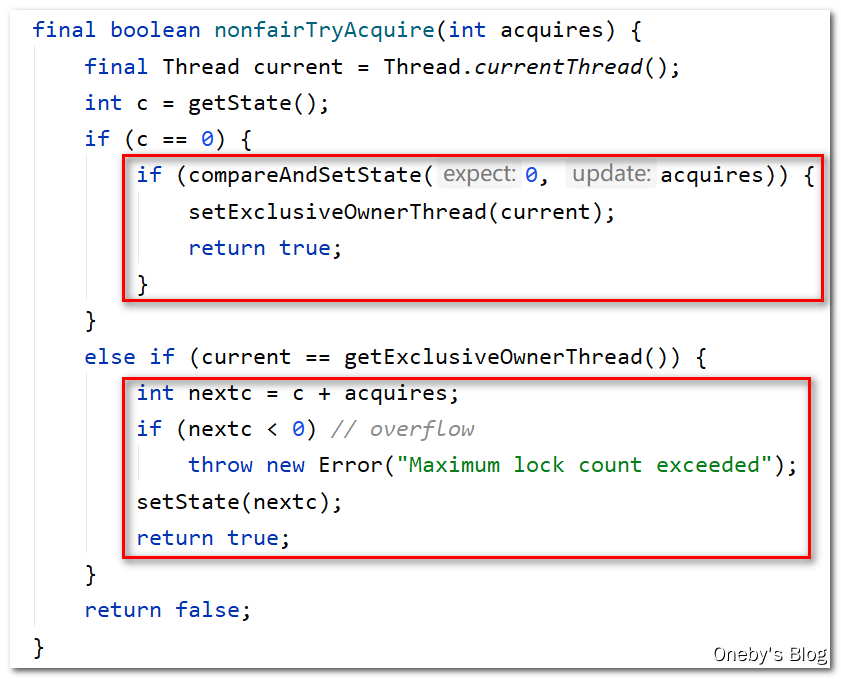 final boolean nonfairTryAcquire(int acquires) {
    final Thread current = Thread.currentThread();
    int c = getState();
    if (c == 0) {
        if (compareAndSetState( expect: 0,  update: acquires)) {
            setExclusiveOwnerThread(current);
            return true;
        }
    }
    else if (current == getExclusiveOwnerThread()) {
        int nextc = c + acquires;
        if (nextc < 0) // overflow
            throw new Error("Maximum lock count exceeded");
        setState(nextc);
        return true;
    }
    return false;
}
Oneby's Blog